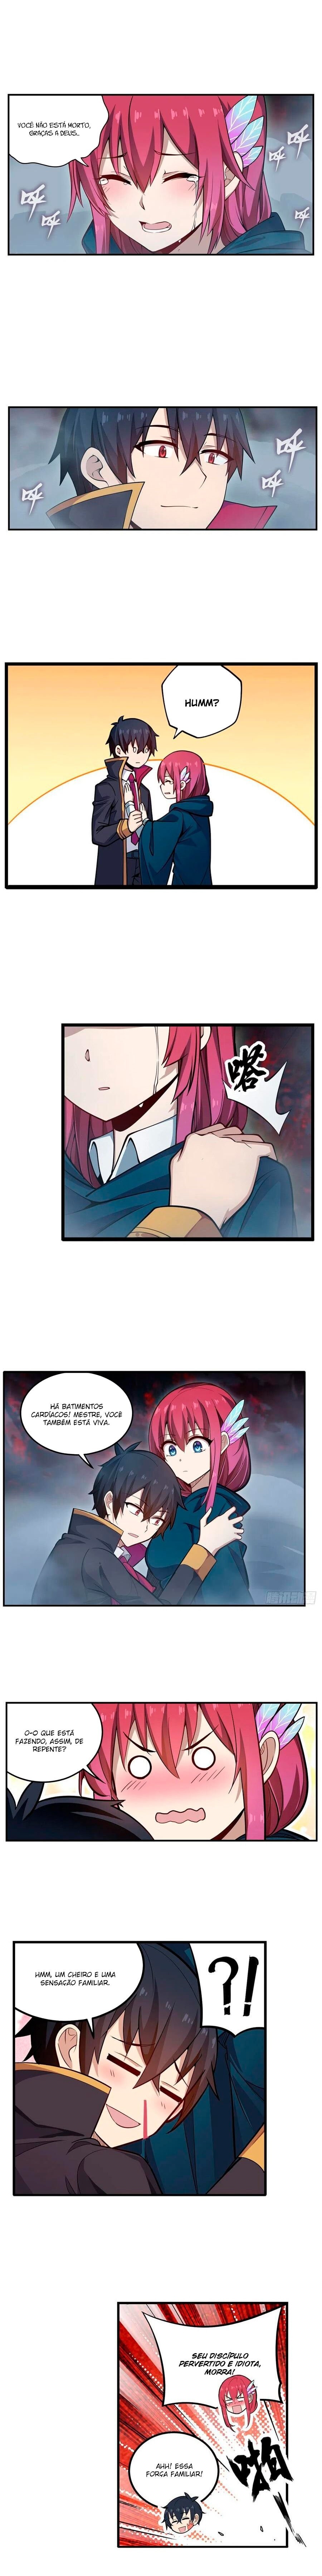 VOCÊ NÃO ESTÁ MORTO,
GRAÇAS A DEUS..
HUMM?
嗒
HÁ BATIMENTOS
CARDÍACOS! MESTRE, VOCÊ
TAMBÉM ESTÁ VIVA.
O-O QUE ESTÁ
FAZENDO, ASSIM, DE
REPENTE?
HMM, UM CHEIRO E UMA
SENSAÇÃO FAMILIAR.
?!
SEU DISCÍPULO
PERVERTIDO E IDIOTA,
MORRA!
啪
AHH! ESSA
FORÇA FAMILIAR!